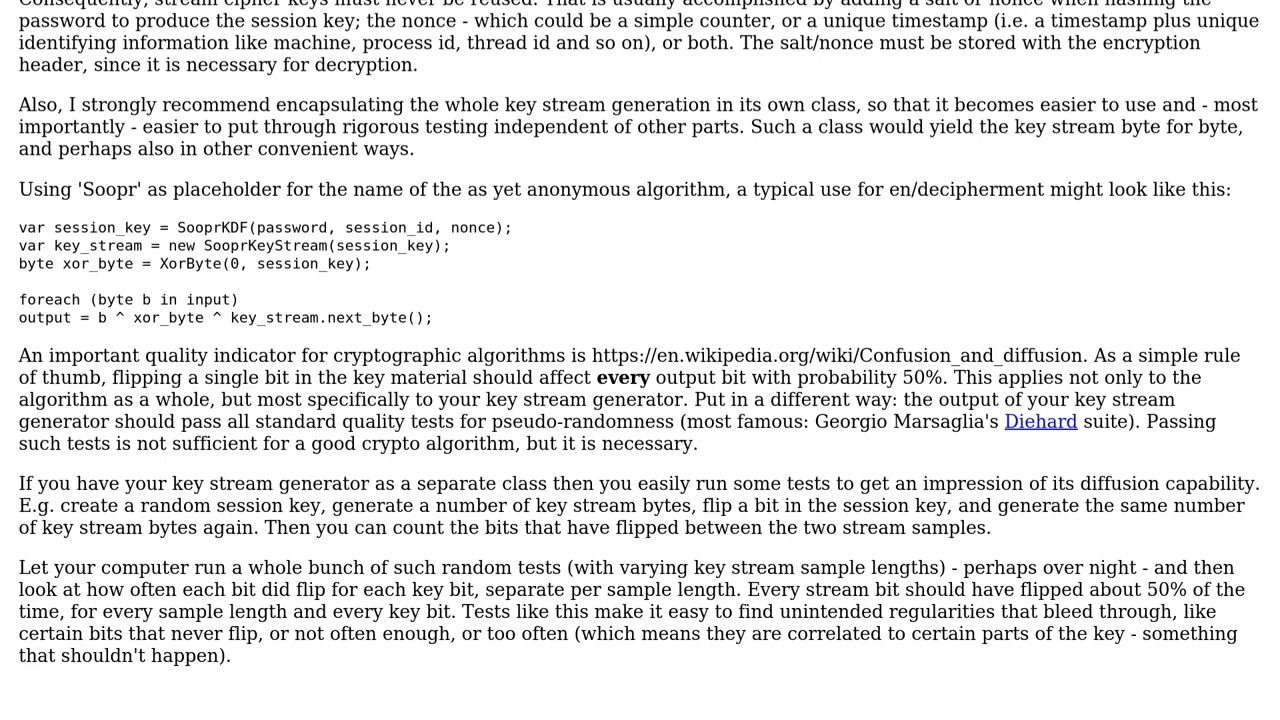 Consequently, stream cipher keys must never be reused. That is usually accomplished by adding a salt or nonce when hashing the
password to produce the session key; the nonce - which could be a simple counter, or a unique timestamp (i.e. a timestamp plus unique
identifying information like machine, process id, thread id and so on), or both. The salt/nonce must be stored with the encryption
header, since it is necessary for decryption.
Also, I strongly recommend encapsulating the whole key stream generation in its own class, so that it becomes easier to use and - most
importantly - easier to put through rigorous testing independent of other parts. Such a class would yield the key stream byte for byte,
and perhaps also in other convenient ways.
Using 'Soopr' as placeholder for the name of the as yet anonymous algorithm, a typical use for en/decipherment might look like this:
var session_key = SooprKDF(password, session_id, nonce);
var key_stream = new SooprKeyStream(session_key);
byte xor_byte = XorByte(0, session_key);
foreach (byte b in input)
output = b ^ xor_byte ^ key_stream.next_byte();
An important quality indicator for cryptographic algorithms is https://en.wikipedia.org/wiki/Confusion_and_diffusion. As a simple rule
of thumb, flipping a single bit in the key material should affect every output bit with probability 50%. This applies not only to the
algorithm as a whole, but most specifically to your key stream generator. Put in a different way: the output of your key stream
generator should pass all standard quality tests for pseudo-randomness (most famous: Georgio Marsaglia's Diehard suite). Passing
such tests is not sufficient for a good crypto algorithm, but it is necessary.
If you have your key stream generator as a separate class then you easily run some tests to get an impression of its diffusion capability.
E.g. create a random session key, generate a number of key stream bytes, flip a bit in the session key, and generate the same number
of key stream bytes again. Then you can count the bits that have flipped between the two stream samples.
Let your computer run a whole bunch of such random tests (with varying key stream sample lengths) - perhaps over night - and then
look at how often each bit did flip for each key bit, separate per sample length. Every stream bit should have flipped about 50% of the
time, for every sample length and every key bit. Tests like this make it easy to find unintended regularities that bleed through, like
certain bits that never flip, or not often enough, or too often (which means they are correlated to certain parts of the key - something
that shouldn't happen).